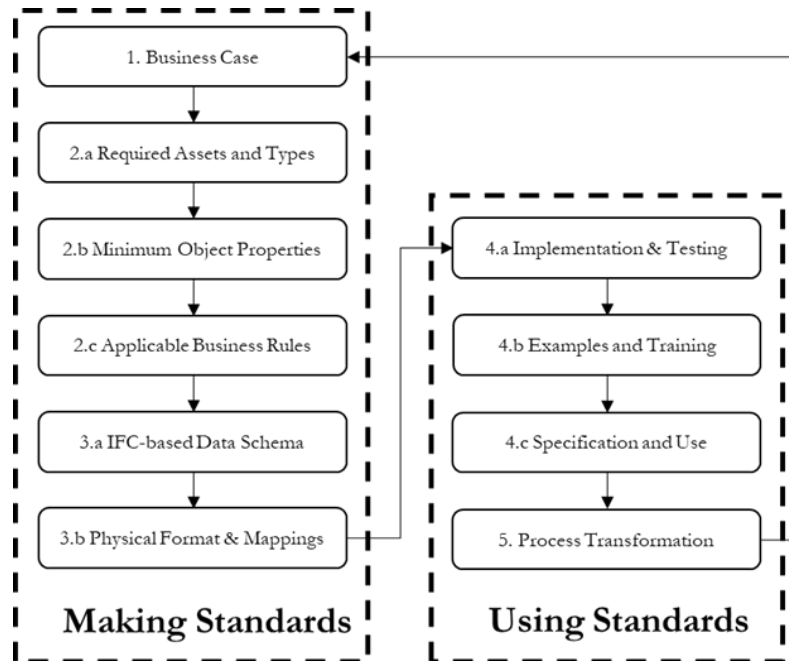 1. Business Case
2.a Required Assets and Types
2.b Minimum Object Properties
2.c Applicable Business Rules
3.a IFC-based Data Schema
3.b Physical Format & Mappings
Making Standards
4.a Implementation & Testing
4.b Examples and Training
4.c Specification and Use
5. Process Transformation
Using Standards